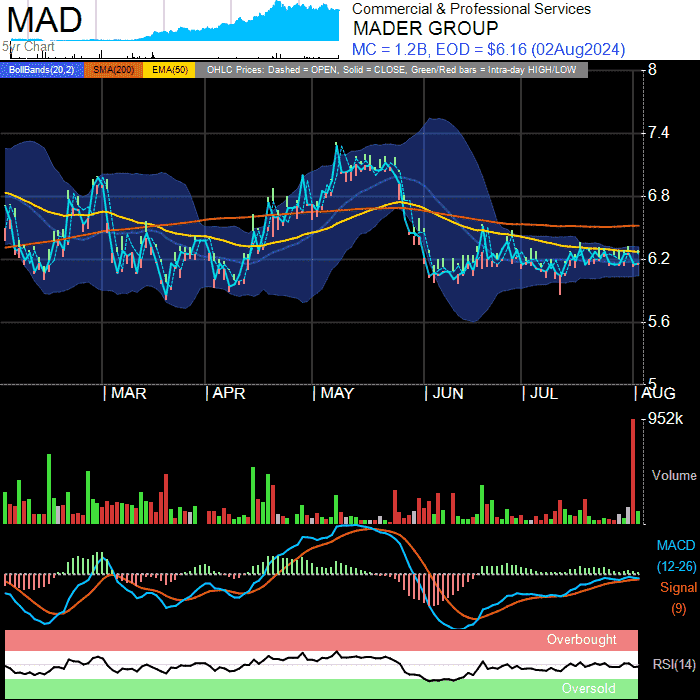 MAD
5yr Chart
Commercial & Professional Services
MADER GROUP
MC = 1.2B, EOD = $6.16 (02Aug2024)
BollBands(20,2) SMA(200) EMA(50) OHLC Prices: Dashed = OPEN, Solid = CLOSE, Green/Red bars = Intra-day HIGH/LOW
8
7.4
6.8
6.2
5.6
5
MAR APR MAY JUN JUL AUG
952k
Volume
MACD
(12-26)
Signal
(9)
Overbought
RSI(14)
Oversold